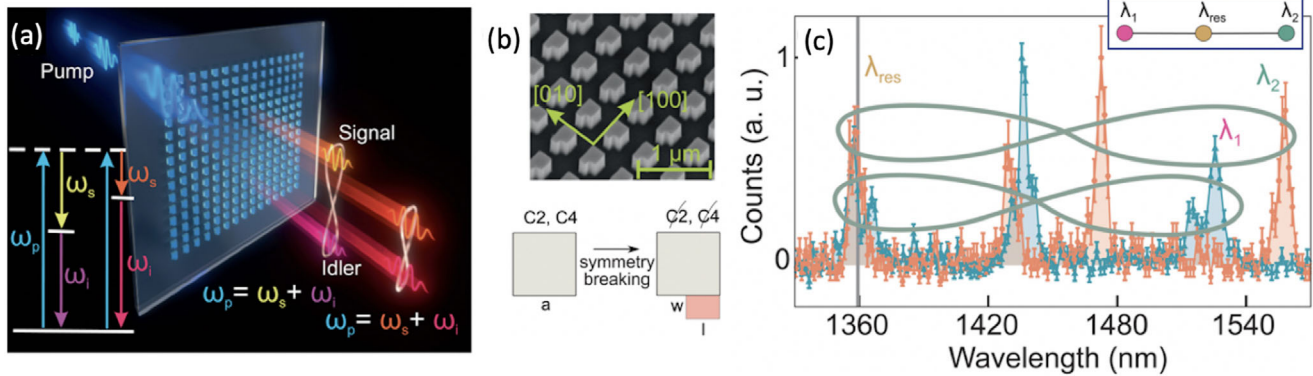 (a)
Pump
Signal
Idler
ωp
ωs
ωi
ωp
ωs
ωi
ωp = ωs + ωi
ωp = ωs + ωi
(b)
[010]
[100]
1 μm
C2, C4
C2, C4
symmetry
breaking
a
w
l
(c)
λ1
λres
λ2
λres
λ2
λ1
Counts (a. u.)
1
0
1360
1420
1480
1540
Wavelength (nm)